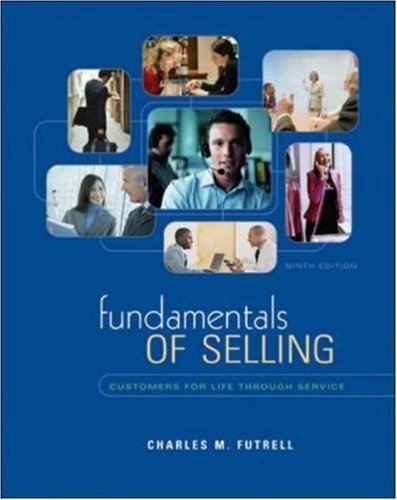 NINTH EDITION
fundamentals
OF SELLING
CUSTOMERS FOR LIFE THROUGH SERVICE
CHARLES M. FUTRELL